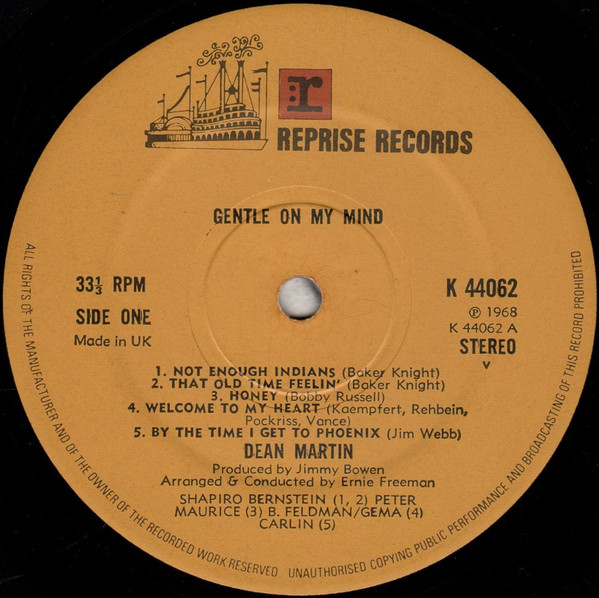 r
REPRISE RECORDS
GENTLE ON MY MIND
33⅓ RPM
SIDE ONE
Made in UK
K 44062
℗ 1968
K 44062 A
STEREO
v
1. NOT ENOUGH INDIANS (Baker Knight)
2. THAT OLD TIME FEELIN' (Baker Knight)
3. HONEY (Bobby Russell)
4. WELCOME TO MY HEART (Kaempfert, Rehbein,
Pockriss, Vance)
5. BY THE TIME I GET TO PHOENIX (Jim Webb)
DEAN MARTIN
Produced by Jimmy Bowen
Arranged & Conducted by Ernie Freeman
SHAPIRO BERNSTEIN (1, 2) PETER
MAURICE (3) B. FELDMAN/GEMA (4)
CARLIN (5)
ALL RIGHTS OF THE MANUFACTURER AND OF THE OWNER OF THE RECORDED WORK RESERVED. UNAUTHORISED COPYING PUBLIC PERFORMANCE AND BROADCASTING OF THIS RECORD PROHIBITED